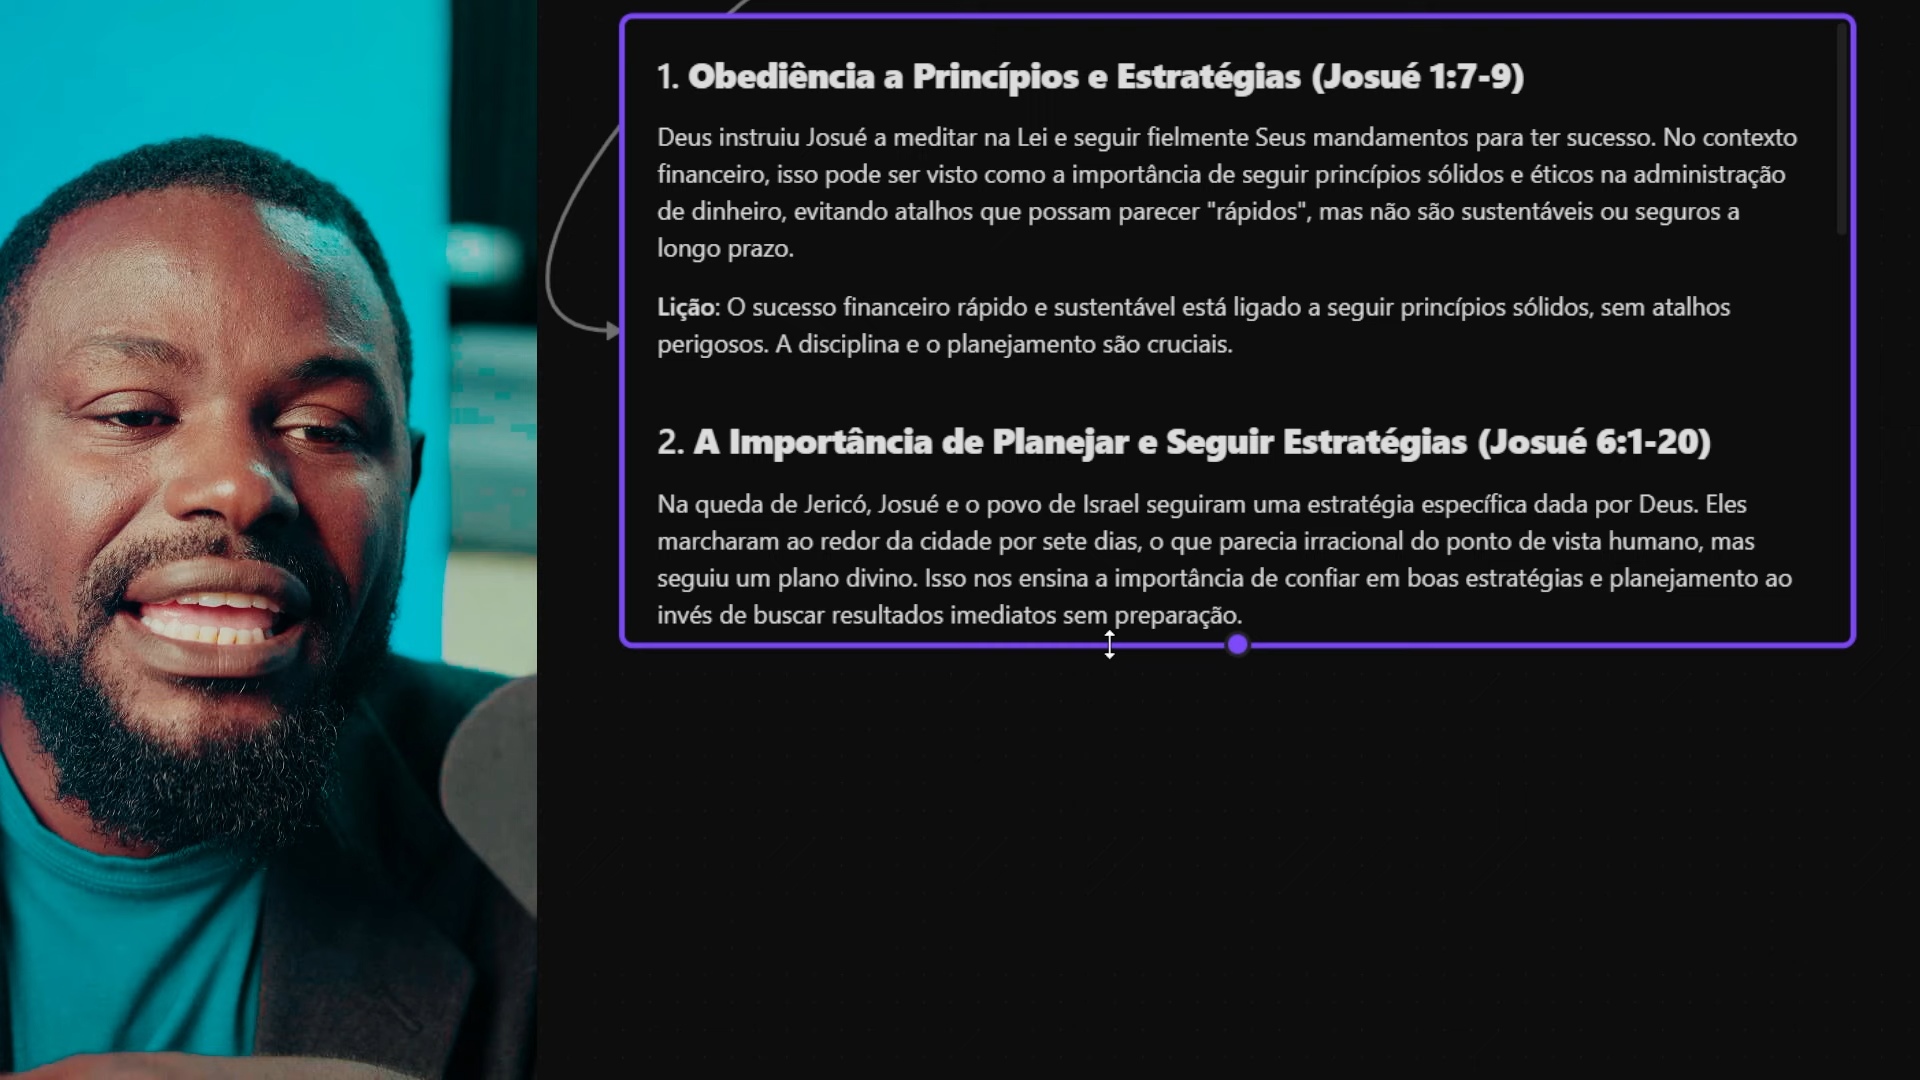 1. Obediência a Princípios e Estratégias (Josué 1:7-9)
Deus instruiu Josué a meditar na Lei e seguir fielmente Seus mandamentos para ter sucesso. No contexto
financeiro, isso pode ser visto como a importância de seguir princípios sólidos e éticos na administração
de dinheiro, evitando atalhos que possam parecer "rápidos", mas não são sustentáveis ou seguros a
longo prazo.
Lição: O sucesso financeiro rápido e sustentável está ligado a seguir princípios sólidos, sem atalhos
perigosos. A disciplina e o planejamento são cruciais.
2. A Importância de Planejar e Seguir Estratégias (Josué 6:1-20)
Na queda de Jericó, Josué e o povo de Israel seguiram uma estratégia específica dada por Deus. Eles
marcharam ao redor da cidade por sete dias, o que parecia irracional do ponto de vista humano, mas
seguiu um plano divino. Isso nos ensina a importância de confiar em boas estratégias e planejamento ao
invés de buscar resultados imediatos sem preparação.